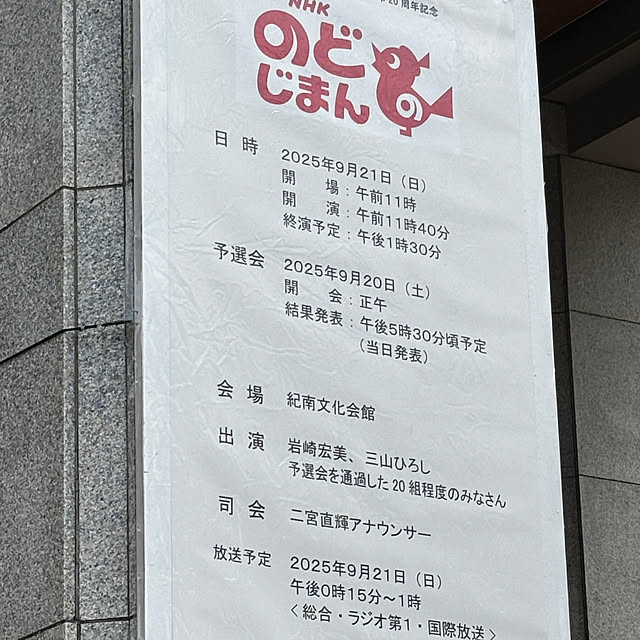 20周年記念
NHK
のど
じまん
の
日 時 2025年9月21日（日）
開 場：午前11時
開 演：午前11時40分
終演予定：午後1時30分
予選会 2025年9月20日（土）
開 会：正午
結果発表：午後5時30分頃予定
（当日発表）
会 場 紀南文化会館
出 演 岩崎宏美、三山ひろし
予選会を通過した20組程度のみなさん
司 会 二宮直輝アナウンサー
放送予定 2025年9月21日（日）
午後0時15分～1時
＜総合・ラジオ第1・国際放送＞